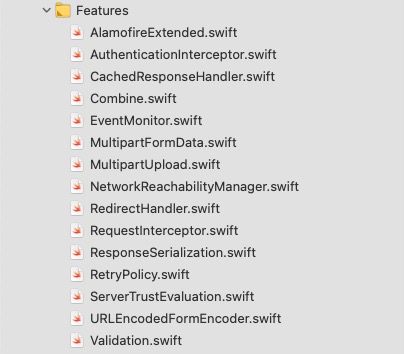 Features
AlamofireExtended.swift
AuthenticationInterceptor.swift
CachedResponseHandler.swift
Combine.swift
EventMonitor.swift
MultipartFormData.swift
MultipartUpload.swift
NetworkReachabilityManager.swift
RedirectHandler.swift
RequestInterceptor.swift
ResponseSerialization.swift
RetryPolicy.swift
ServerTrustEvaluation.swift
URLEncodedFormEncoder.swift
Validation.swift